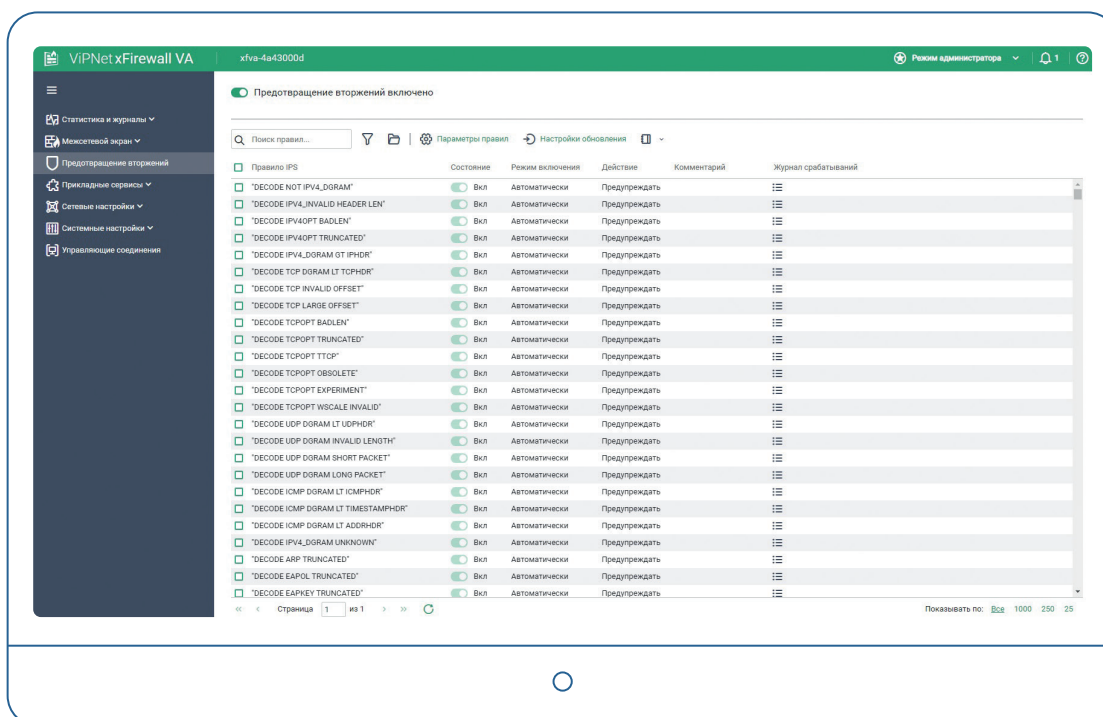 ViPNet xFirewall VA xfva-4a43000d Режим администратора 1
Предотвращение вторжений включено
Статистика и журналы
Межсетевой экран
Предотвращение вторжений
Прикладные сервисы
Сетевые настройки
Системные настройки
Управляющие соединения
Поиск правил... Параметры правил Настройки обновления
Правило IPS Состояние Режим включения Действие Комментарий Журнал срабатываний
"DECODE NOT IPV4_DGRAM" Вкл Автоматически Предупреждать
"DECODE IPV4_INVALID HEADER LEN" Вкл Автоматически Предупреждать
"DECODE IPV4OPT BADLEN" Вкл Автоматически Предупреждать
"DECODE IPV4OPT TRUNCATED" Вкл Автоматически Предупреждать
"DECODE IPV4_DGRAM GT IPHDR" Вкл Автоматически Предупреждать
"DECODE TCP DGRAM LT TCPHDR" Вкл Автоматически Предупреждать
"DECODE TCP INVALID OFFSET" Вкл Автоматически Предупреждать
"DECODE TCP LARGE OFFSET" Вкл Автоматически Предупреждать
"DECODE TCPOPT BADLEN" Вкл Автоматически Предупреждать
"DECODE TCPOPT TRUNCATED" Вкл Автоматически Предупреждать
"DECODE TCPOPT TTCP" Вкл Автоматически Предупреждать
"DECODE TCPOPT OBSOLETE" Вкл Автоматически Предупреждать
"DECODE TCPOPT EXPERIMENT" Вкл Автоматически Предупреждать
"DECODE TCPOPT WSCALE INVALID" Вкл Автоматически Предупреждать
"DECODE UDP DGRAM LT UDPHDR" Вкл Автоматически Предупреждать
"DECODE UDP DGRAM INVALID LENGTH" Вкл Автоматически Предупреждать
"DECODE UDP DGRAM SHORT PACKET" Вкл Автоматически Предупреждать
"DECODE UDP DGRAM LONG PACKET" Вкл Автоматически Предупреждать
"DECODE ICMP DGRAM LT ICMPHDR" Вкл Автоматически Предупреждать
"DECODE ICMP DGRAM LT TIMESTAMPHDR" Вкл Автоматически Предупреждать
"DECODE ICMP DGRAM LT ADDRHDR" Вкл Автоматически Предупреждать
"DECODE IPV4_DGRAM UNKNOWN" Вкл Автоматически Предупреждать
"DECODE ARP TRUNCATED" Вкл Автоматически Предупреждать
"DECODE EAPOL TRUNCATED" Вкл Автоматически Предупреждать
"DECODE EAPKEY TRUNCATED" Вкл Автоматически Предупреждать
Страница 1 из 1 Показывать по: Все 1000 250 25